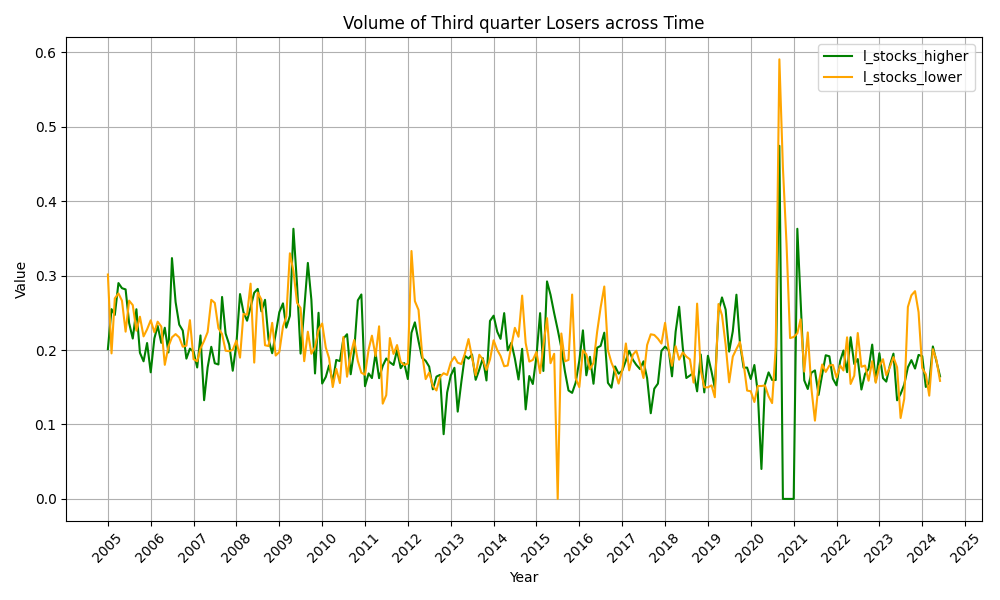 Volume of Third quarter Losers across Time
l_stocks_higher
l_stocks_lower
Value
0.6
0.5
0.4
0.3
0.2
0.1
0.0
2005 2006 2007 2008 2009 2010 2011 2012 2013 2014 2015 2016 2017 2018 2019 2020 2021 2022 2023 2024 2025
Year